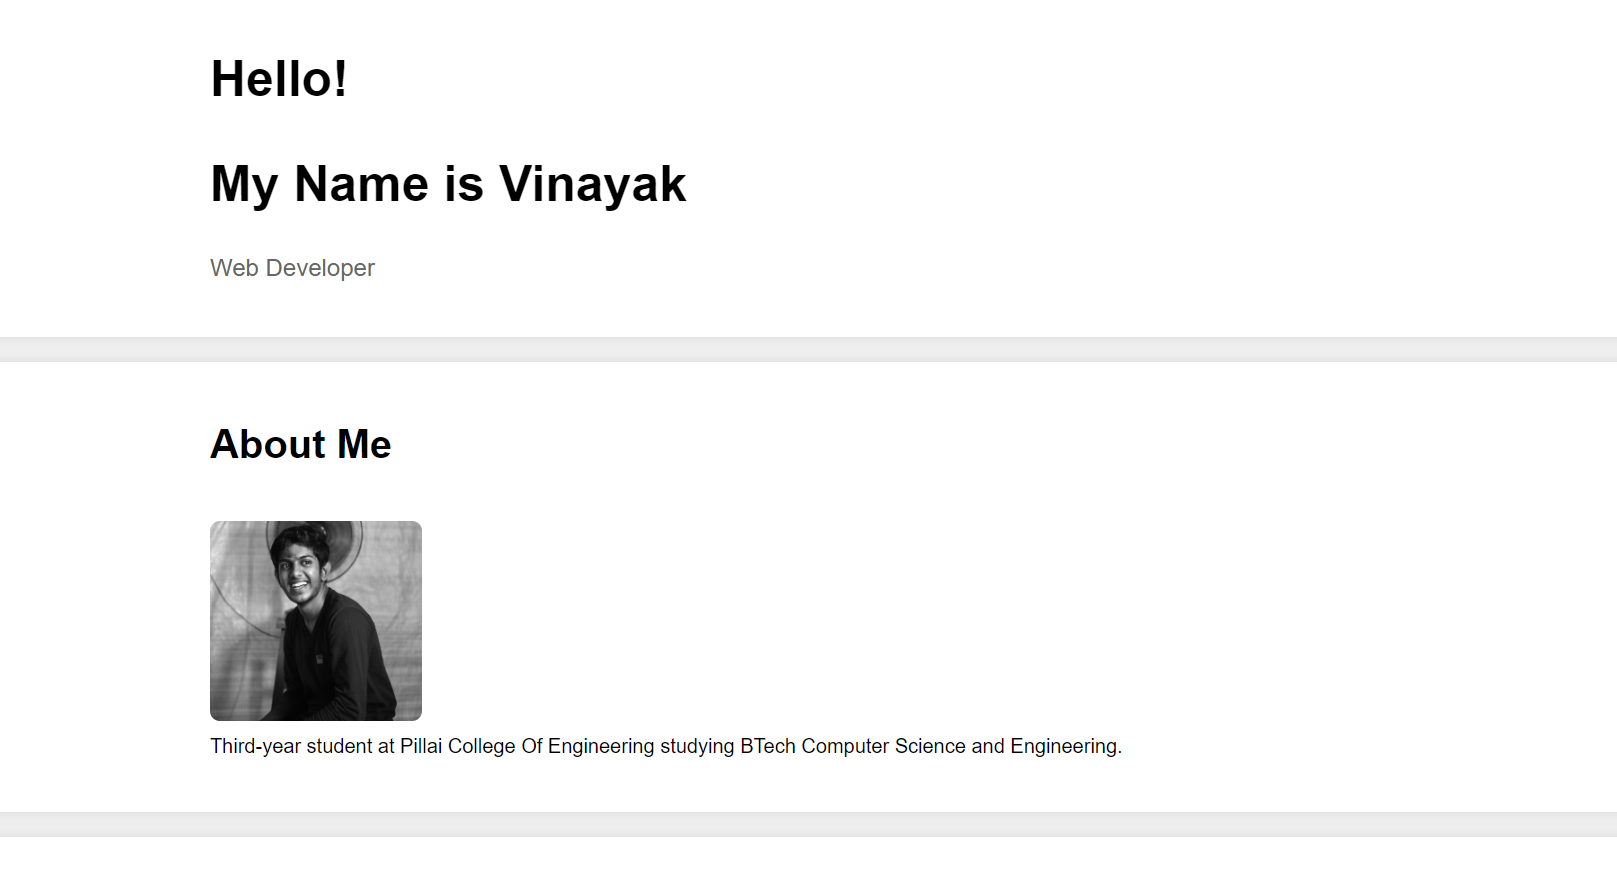 Hello!
My Name is Vinayak
Web Developer
About Me
Third-year student at Pillai College Of Engineering studying BTech Computer Science and Engineering.